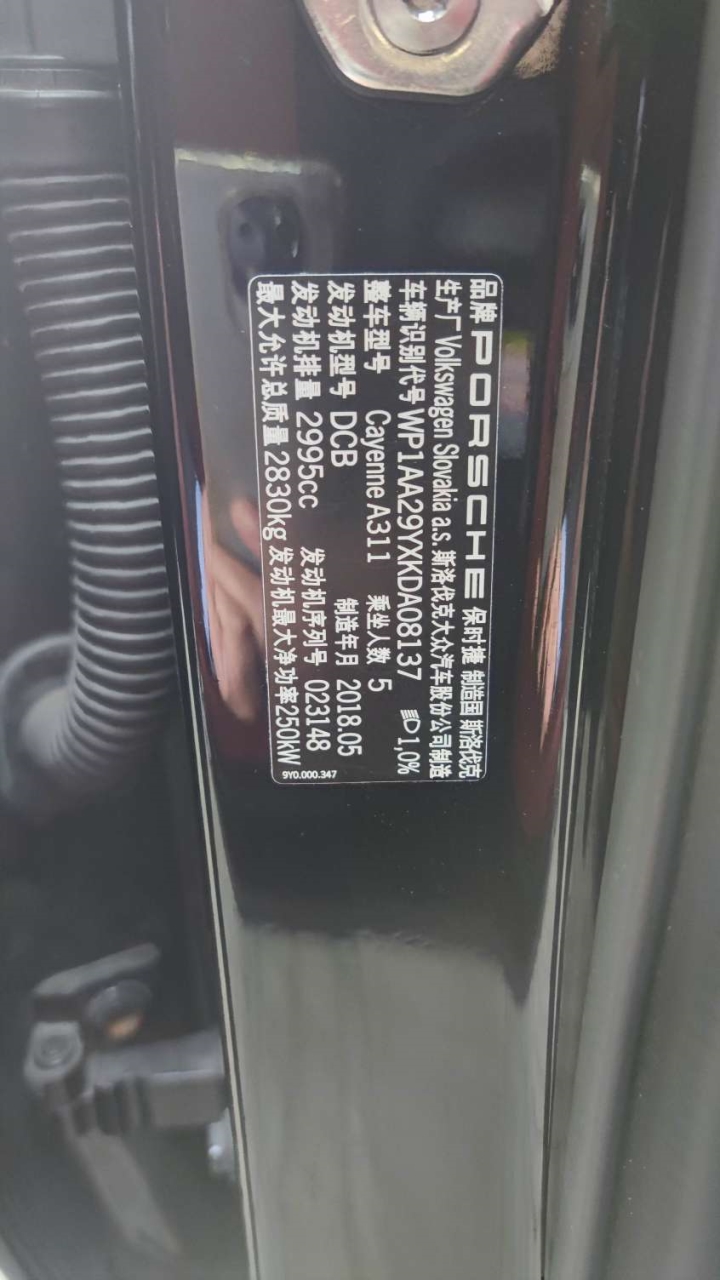 品牌 PORSCHE 保时捷 制造国 斯洛伐克
生产厂 Volkswagen Slovakia a.s. 斯洛伐克大众汽车股份公司制造
车辆识别代号 WP1AA29YXKDA08137 1,0%
整车型号 Cayenne A311 乘坐人数 5
发动机型号 DCB 制造年月 2018.05
发动机排量 2995cc 发动机序列号 023148
最大允许总质量 2830kg 发动机最大净功率 250kW
9Y0.000.347